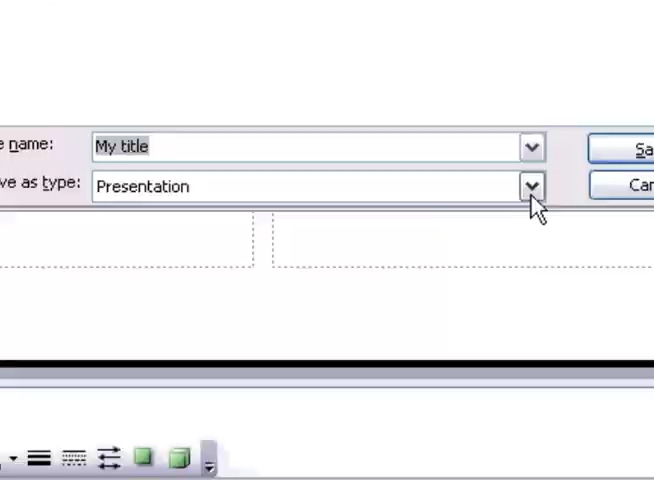 e name:
My title
Sa
ve as type:
Presentation
Can